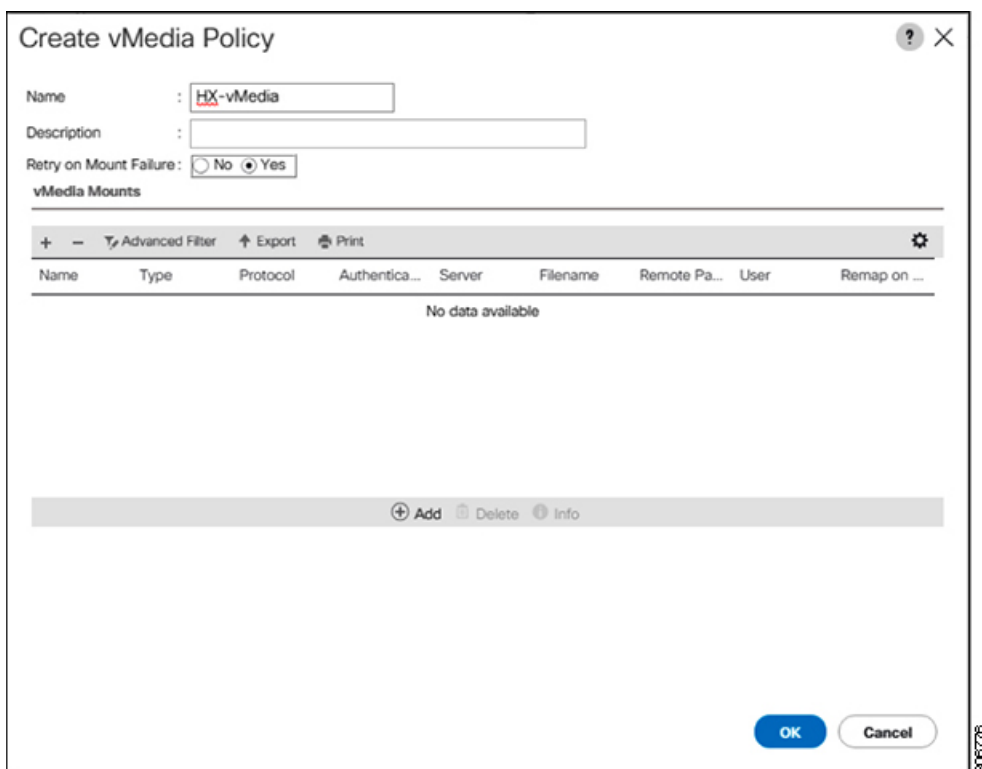 Create vMedia Policy ?
Name : HX-vMedia
Description :
Retry on Mount Failure : No Yes
vMedia Mounts
+ − Advanced Filter Export Print
Name Type Protocol Authentica... Server Filename Remote Pa... User Remap on ...
No data available
Add Delete Info
OK Cancel